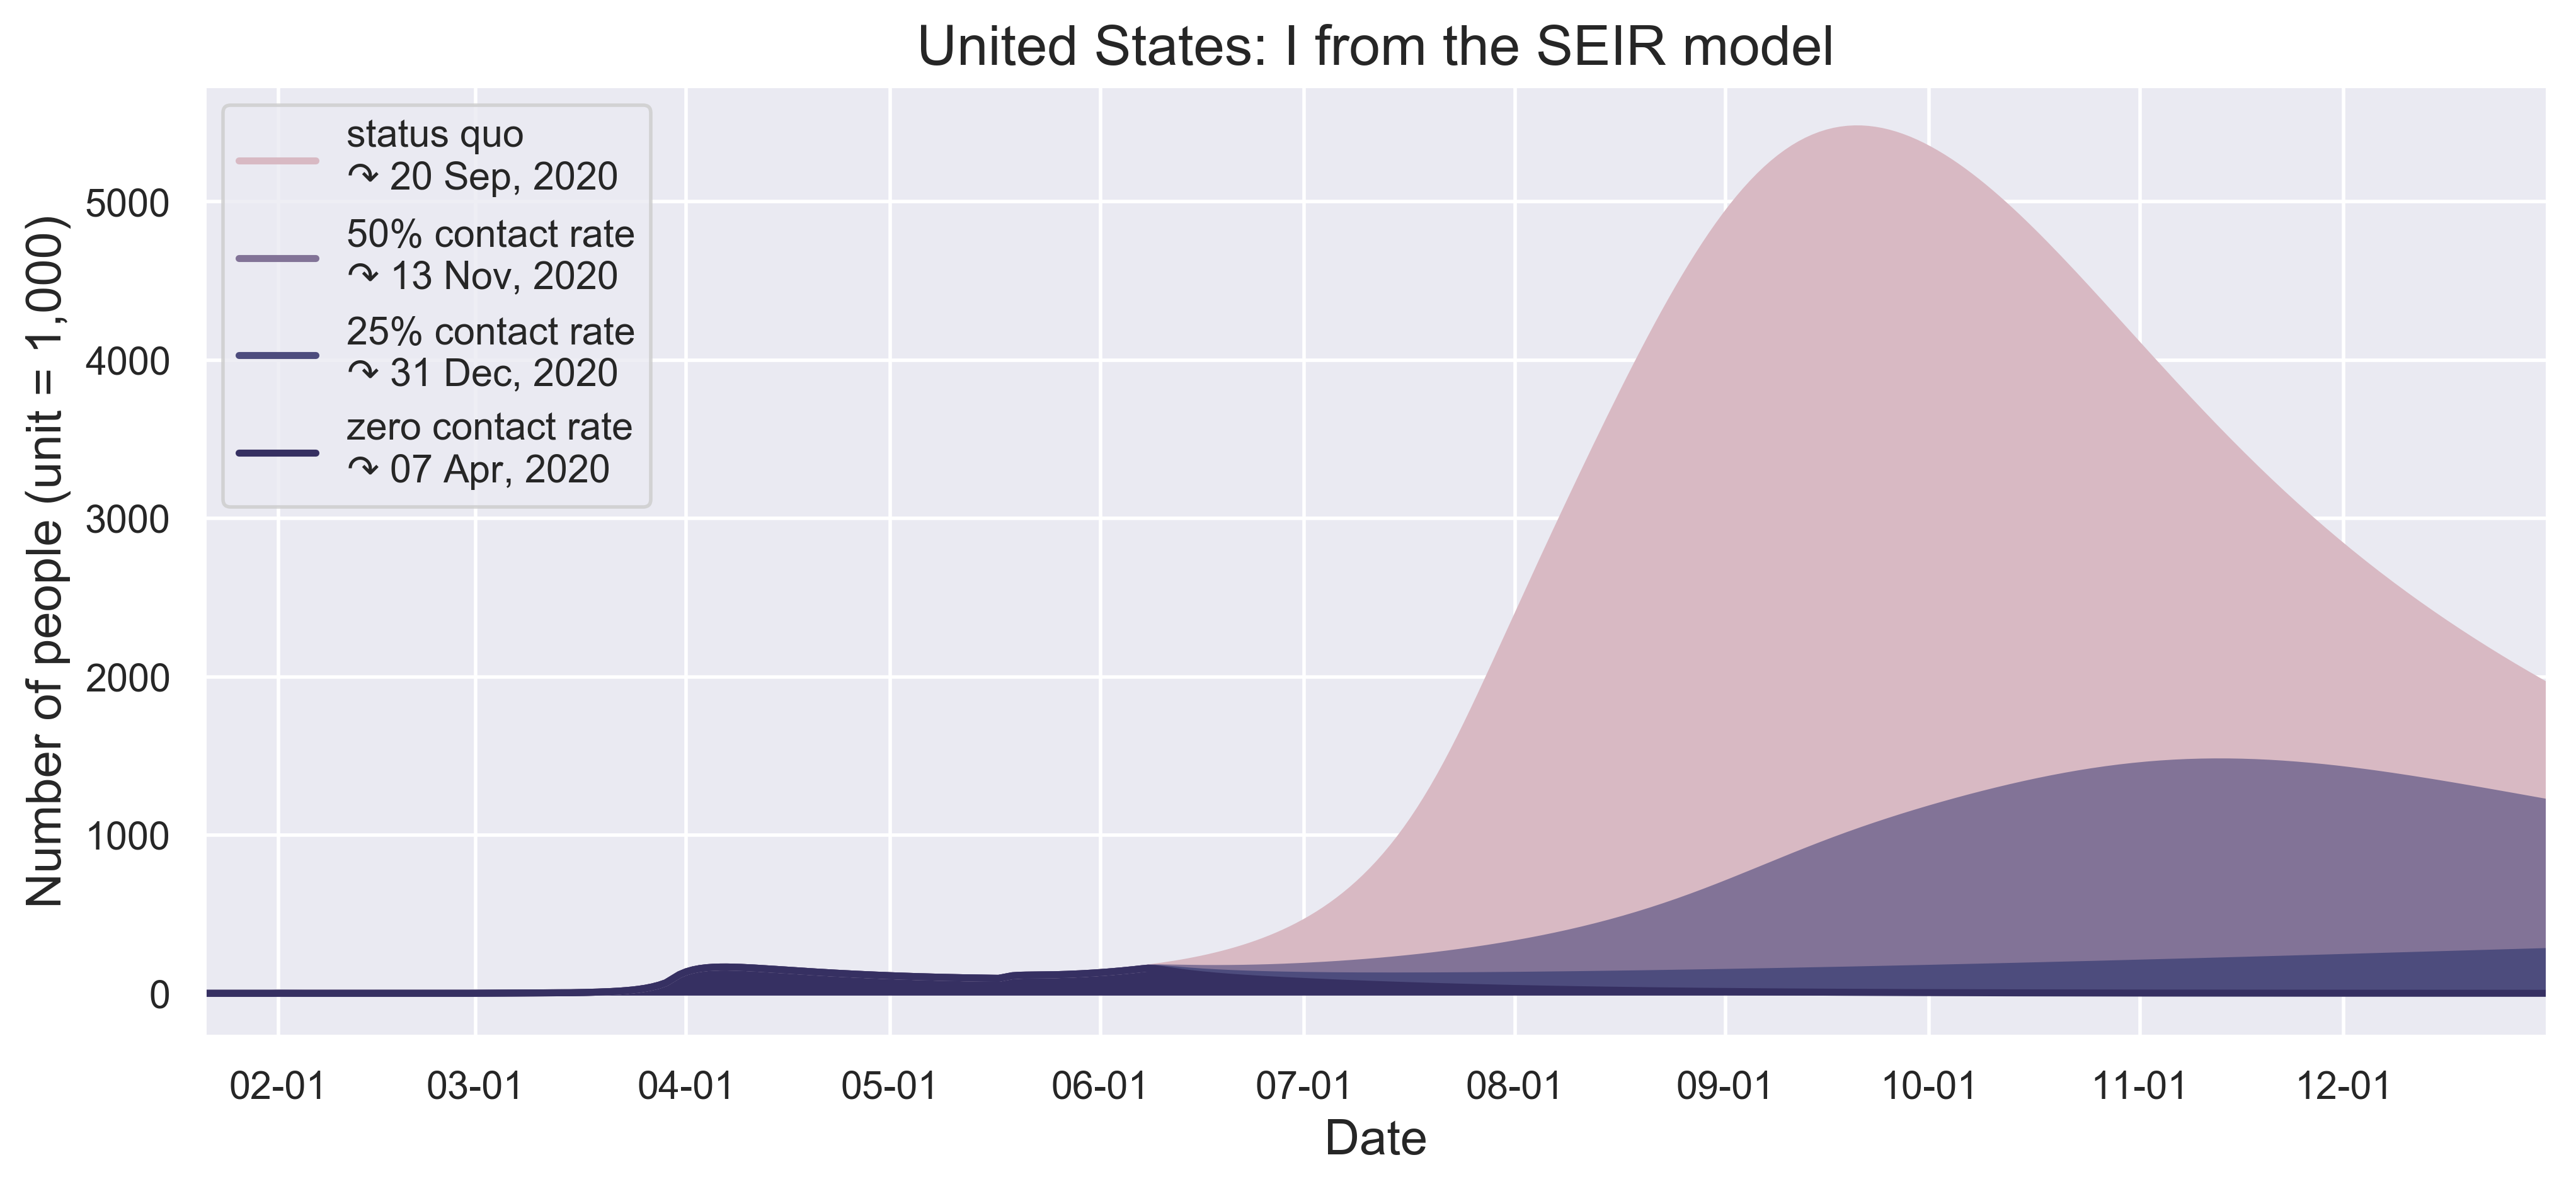 United States: I from the SEIR model
status quo
↷ 20 Sep, 2020
50% contact rate
↷ 13 Nov, 2020
25% contact rate
↷ 31 Dec, 2020
zero contact rate
↷ 07 Apr, 2020
Number of people (unit = 1,000)
5000
4000
3000
2000
1000
0
02-01 03-01 04-01 05-01 06-01 07-01 08-01 09-01 10-01 11-01 12-01
Date